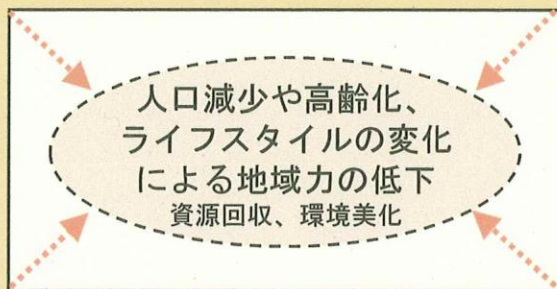 人口減少や高齢化、
ライフスタイルの変化
による地域力の低下
資源回収、環境美化